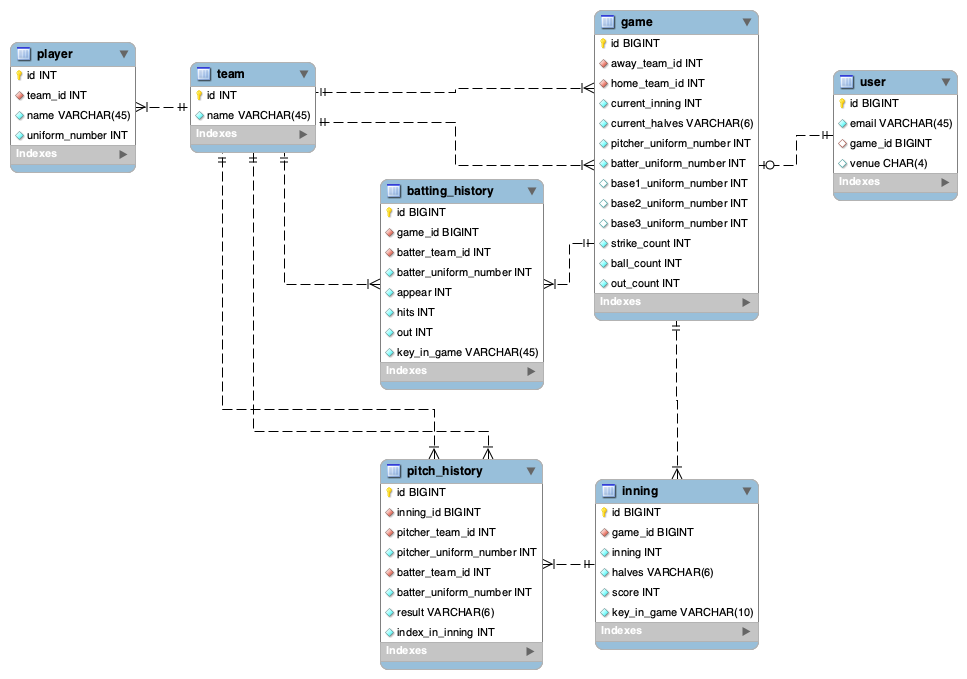 player
id INT
team_id INT
name VARCHAR(45)
uniform_number INT
Indexes
team
id INT
name VARCHAR(45)
Indexes
game
id BIGINT
away_team_id INT
home_team_id INT
current_inning INT
current_halves VARCHAR(6)
pitcher_uniform_number INT
batter_uniform_number INT
base1_uniform_number INT
base2_uniform_number INT
base3_uniform_number INT
strike_count INT
ball_count INT
out_count INT
Indexes
user
id BIGINT
email VARCHAR(45)
game_id BIGINT
venue CHAR(4)
Indexes
batting_history
id BIGINT
game_id BIGINT
batter_team_id INT
batter_uniform_number INT
appear INT
hits INT
out INT
key_in_game VARCHAR(45)
Indexes
pitch_history
id BIGINT
inning_id BIGINT
pitcher_team_id INT
pitcher_uniform_number INT
batter_team_id INT
batter_uniform_number INT
result VARCHAR(6)
index_in_inning INT
Indexes
inning
id BIGINT
game_id BIGINT
inning INT
halves VARCHAR(6)
score INT
key_in_game VARCHAR(10)
Indexes